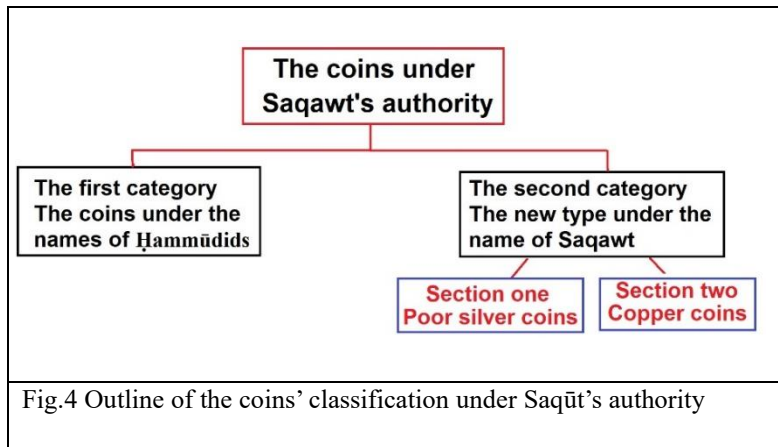 The coins under
Saqawt's authority
The first category
The coins under the
names of Ḥammūdids
The second category
The new type under the
name of Saqawt
Section one
Poor silver coins
Section two
Copper coins
Fig.4 Outline of the coins’ classification under Saqūt’s authority